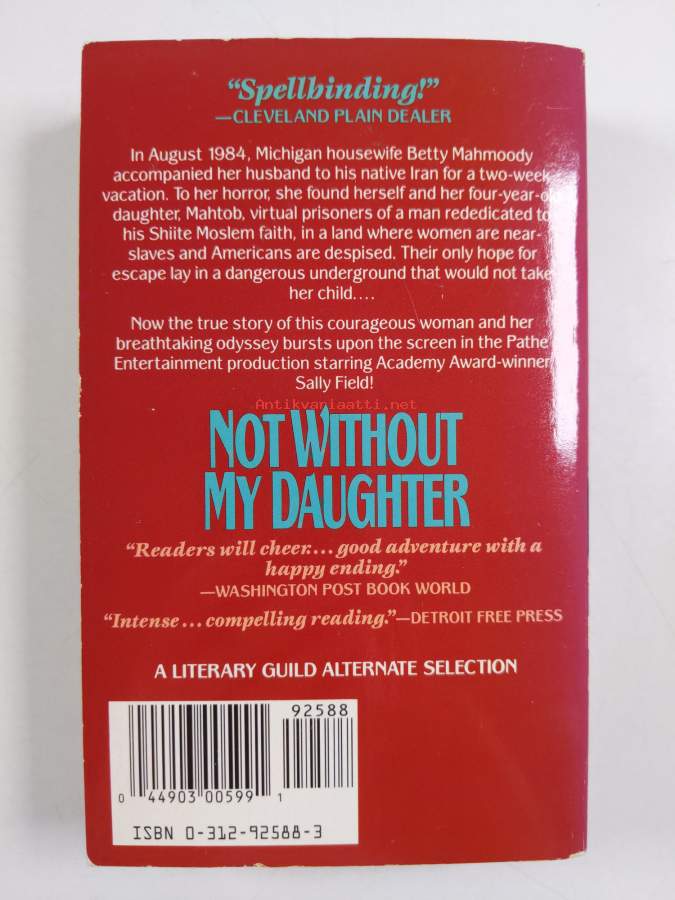 “Spellbinding!”
—CLEVELAND PLAIN DEALER
In August 1984, Michigan housewife Betty Mahmoody
accompanied her husband to his native Iran for a two-week
vacation. To her horror, she found herself and her four-year-old
daughter, Mahtob, virtual prisoners of a man rededicated to
his Shiite Moslem faith, in a land where women are near-
slaves and Americans are despised. Their only hope for
escape lay in a dangerous underground that would not take
her child....
Now the true story of this courageous woman and her
breathtaking odyssey bursts upon the screen in the Pathe
Entertainment production starring Academy Award-winner
Sally Field!
Antikvariaatti.net
NOT WITHOUT
MY DAUGHTER
“Readers will cheer.... good adventure with a
happy ending.”
—WASHINGTON POST BOOK WORLD
“Intense... compelling reading.”—DETROIT FREE PRESS
A LITERARY GUILD ALTERNATE SELECTION
92588
0 44903 00599 1
ISBN 0-312-92588-3